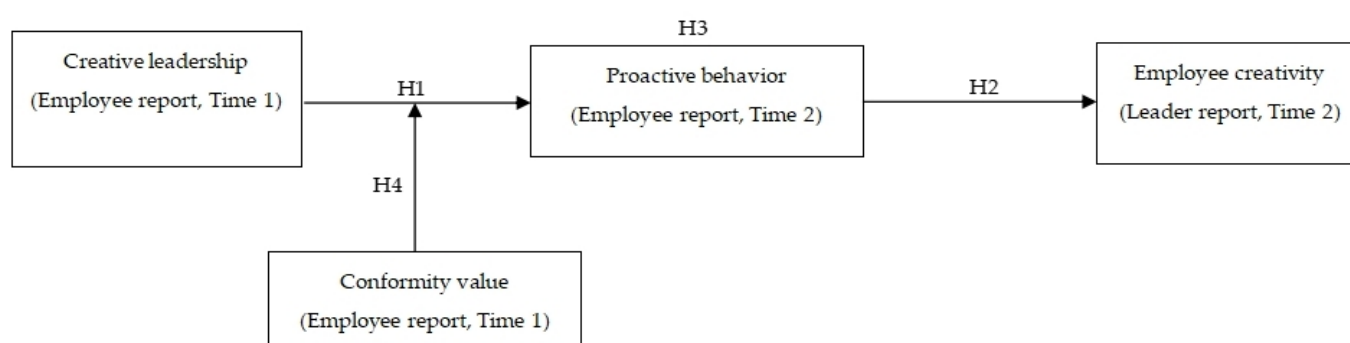 H3
Creative leadership
(Employee report, Time 1)
H1
Proactive behavior
(Employee report, Time 2)
H2
Employee creativity
(Leader report, Time 2)
H4
Conformity value
(Employee report, Time 1)